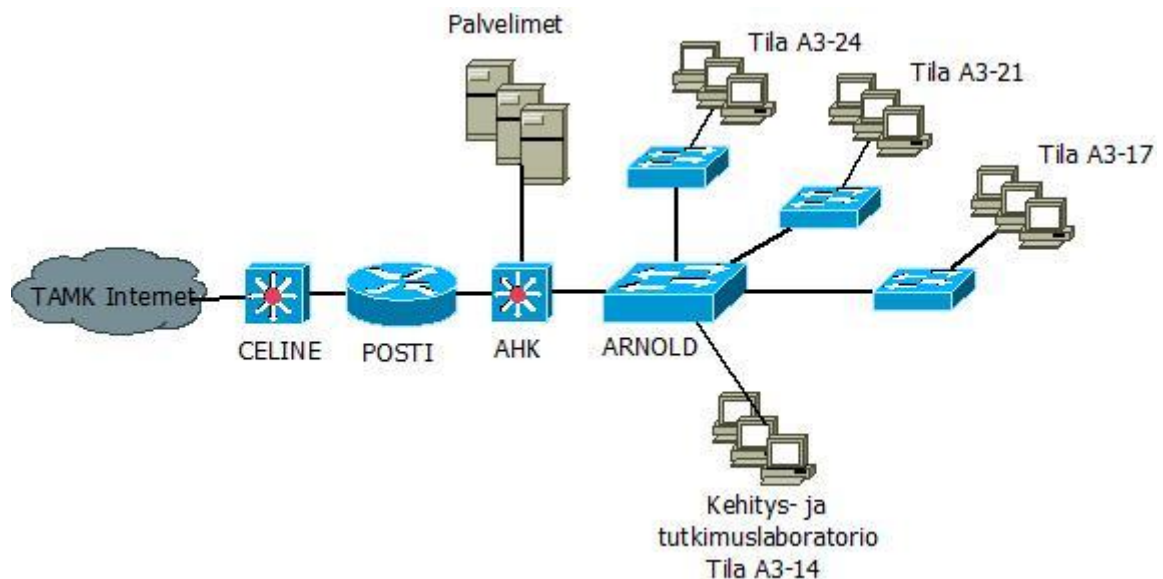 Palvelimet
Tila A3-24
Tila A3-21
Tila A3-17
TAMK Internet
CELINE
POSTI
AHK
ARNOLD
Kehitys- ja
tutkimuslaboratorio
Tila A3-14